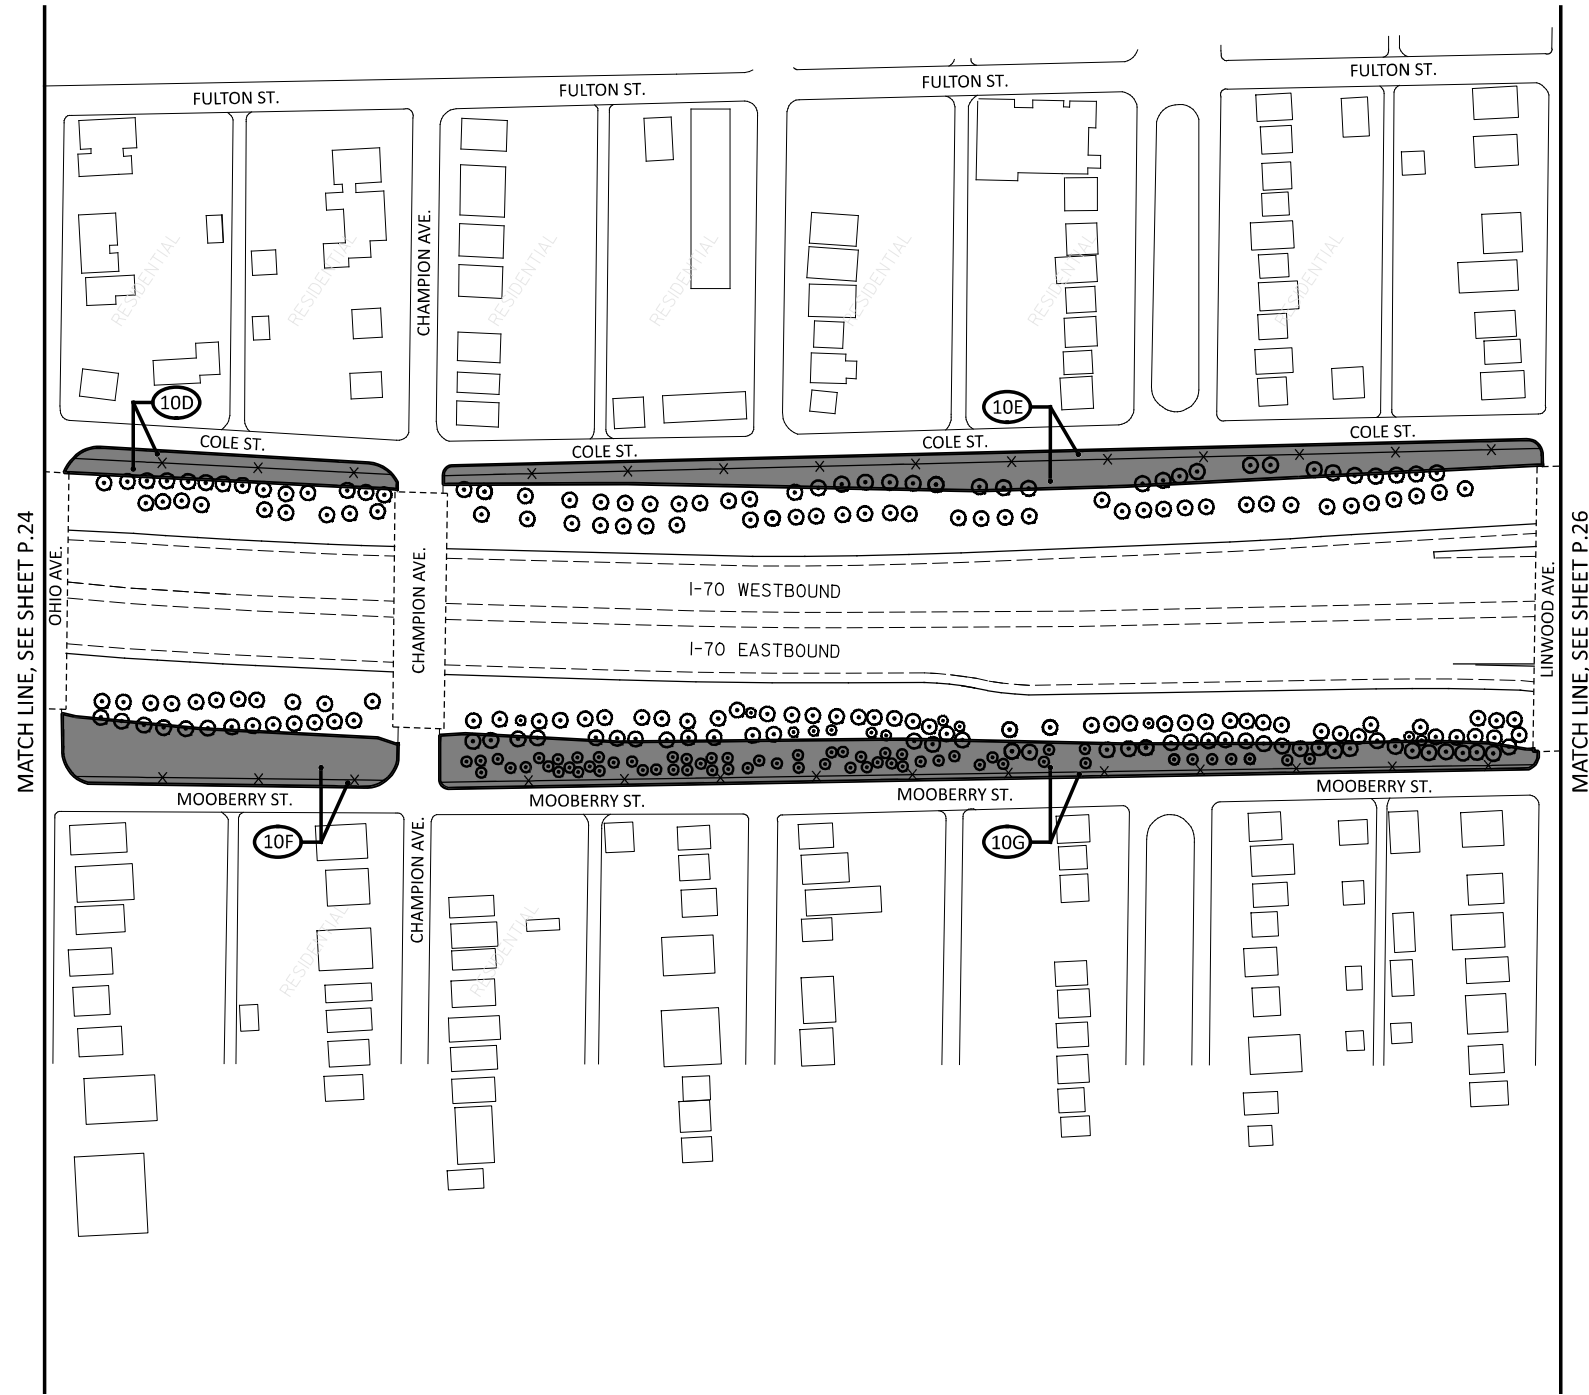 FULTON ST.
FULTON ST.
FULTON ST.
FULTON ST.
CHAMPION AVE.
RESIDENTIAL
RESIDENTIAL
RESIDENTIAL
RESIDENTIAL
RESIDENTIAL
RESIDENTIAL
RESIDENTIAL
10D
10E
COLE ST.
COLE ST.
COLE ST.
COLE ST.
MATCH LINE, SEE SHEET P.24
OHIO AVE.
CHAMPION AVE.
I-70 WESTBOUND
I-70 EASTBOUND
LINWOOD AVE.
MATCH LINE, SEE SHEET P.26
MOOBERRY ST.
MOOBERRY ST.
MOOBERRY ST.
MOOBERRY ST.
10F
10G
CHAMPION AVE.
RESIDENTIAL
RESIDENTIAL